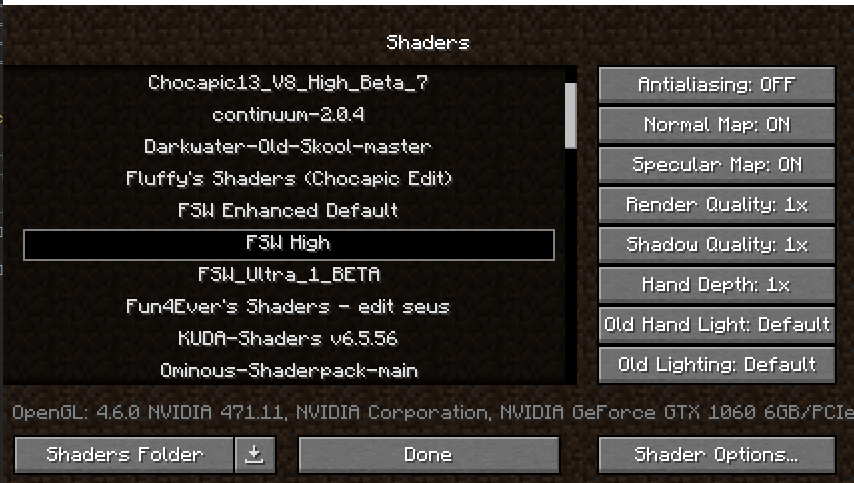 Shaders
Chocapic13_V8_High_Beta_7
continuum-2.0.4
Darkwater-Old-Skool-master
Fluffy's Shaders (Chocapic Edit)
FSW Enhanced Default
FSW High
FSW_Ultra_1_BETA
Fun4Ever's Shaders - edit seus
KUDA-Shaders v6.5.56
Ominous-Shaderpack-main
Antialiasing: OFF
Normal Map: ON
Specular Map: ON
Render Quality: 1x
Shadow Quality: 1x
Hand Depth: 1x
Old Hand Light: Default
Old Lighting: Default
OpenGL: 4.6.0 NVIDIA 471.11, NVIDIA Corporation, NVIDIA GeForce GTX 1060 6GB/PCIe
Shaders Folder
Done
Shader Options...